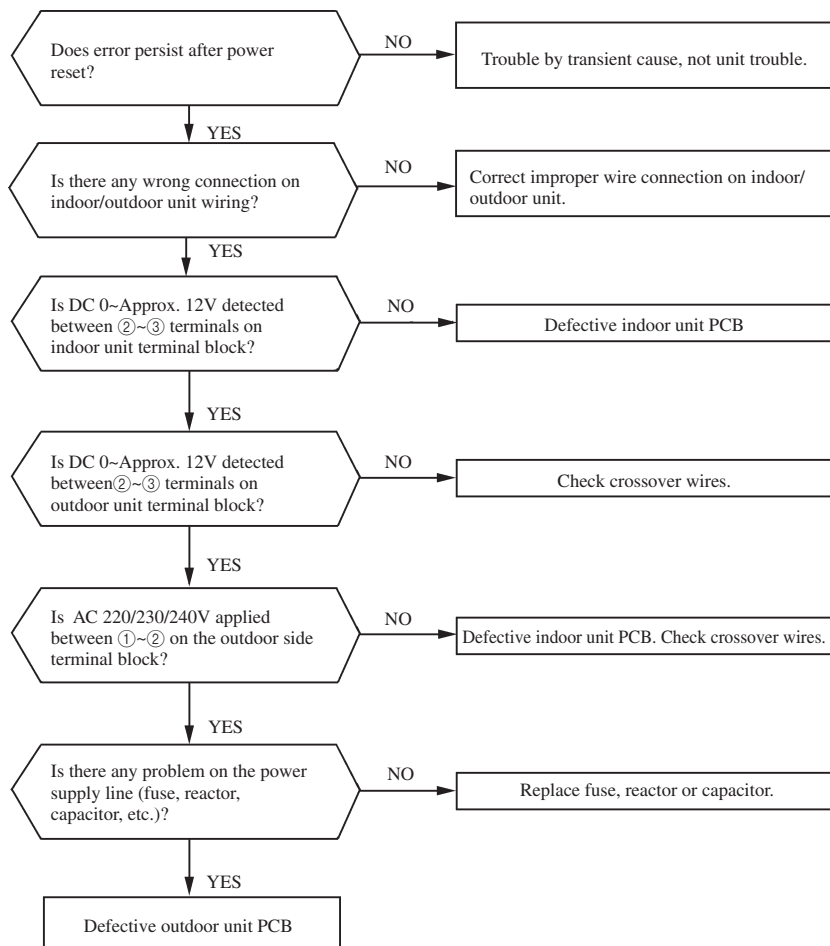 Does error persist after power
reset?
NO
Trouble by transient cause, not unit trouble.
YES
Is there any wrong connection on
indoor/outdoor unit wiring?
NO
Correct improper wire connection on indoor/
outdoor unit.
YES
Is DC 0~Approx. 12V detected
between ②~③ terminals on
indoor unit terminal block?
NO
Defective indoor unit PCB
YES
Is DC 0~Approx. 12V detected
between②~③ terminals on
outdoor unit terminal block?
NO
Check crossover wires.
YES
Is AC 220/230/240V applied
between ①~② on the outdoor side
terminal block?
NO
Defective indoor unit PCB. Check crossover wires.
YES
Is there any problem on the power
supply line (fuse, reactor,
capacitor, etc.)?
NO
Replace fuse, reactor or capacitor.
YES
Defective outdoor unit PCB